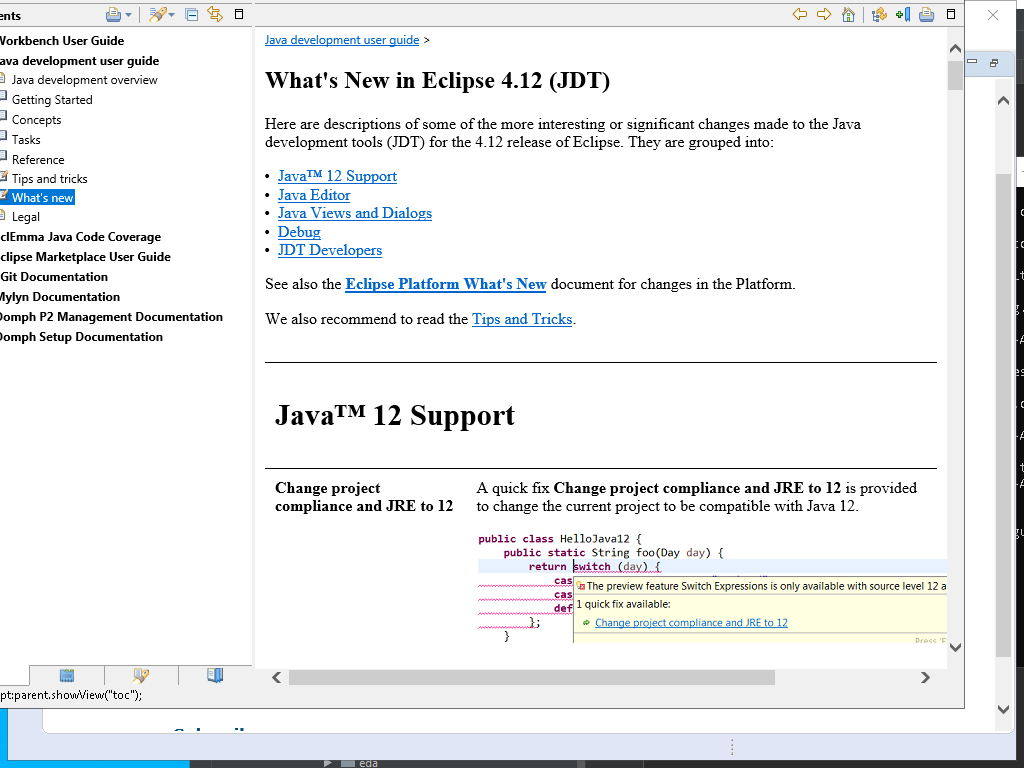 ents
Workbench User Guide
Java development user guide
Java development overview
Getting Started
Concepts
Tasks
Reference
Tips and tricks
What's new
Legal
clEmma Java Code Coverage
clipse Marketplace User Guide
Git Documentation
Mylyn Documentation
Oomph P2 Management Documentation
Oomph Setup Documentation
pt:parent.showView("toc");
Java development user guide >
What's New in Eclipse 4.12 (JDT)
Here are descriptions of some of the more interesting or significant changes made to the Java
development tools (JDT) for the 4.12 release of Eclipse. They are grouped into:
• Java™ 12 Support
• Java Editor
• Java Views and Dialogs
• Debug
• JDT Developers
See also the Eclipse Platform What's New document for changes in the Platform.
We also recommend to read the Tips and Tricks.
Java™ 12 Support
Change project
compliance and JRE to 12
A quick fix Change project compliance and JRE to 12 is provided
to change the current project to be compatible with Java 12.
public class HelloJava12 {
public static String foo(Day day) {
return switch (day) {
cas
cas
def
};
}
The preview feature Switch Expressions is only available with source level 12 a
1 quick fix available:
Change project compliance and JRE to 12
Press 'F
eda